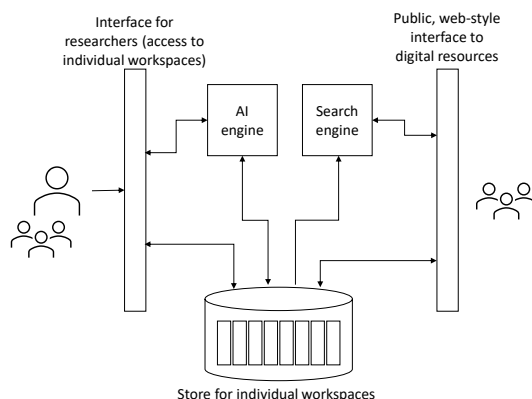 Interface for
researchers (access to
individual workspaces)
Public, web-style
interface to
digital resources
AI
engine
Search
engine
Store for individual workspaces